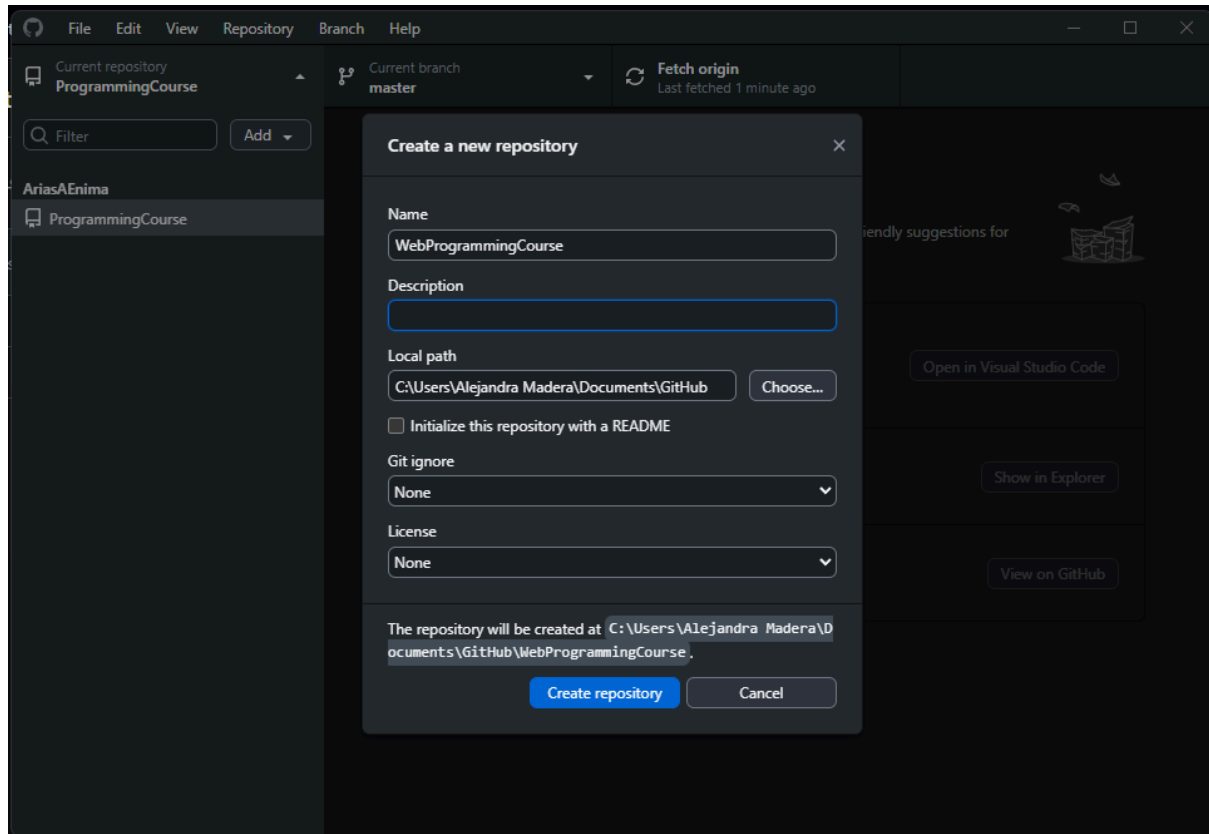 File Edit View Repository Branch Help
Current repository
ProgrammingCourse
Current branch
master
Fetch origin
Last fetched 1 minute ago
Filter
Add
AriasAEnima
ProgrammingCourse
Create a new repository
Name
WebProgrammingCourse
Description
Local path
C:\Users\Alejandra Madera\Documents\GitHub
Choose...
Initialize this repository with a README
Git ignore
None
License
None
The repository will be created at C:\Users\Alejandra Madera\D
ocuments\GitHub\WebProgrammingCourse.
Create repository
Cancel
iendly suggestions for
Open in Visual Studio Code
Show in Explorer
View on GitHub